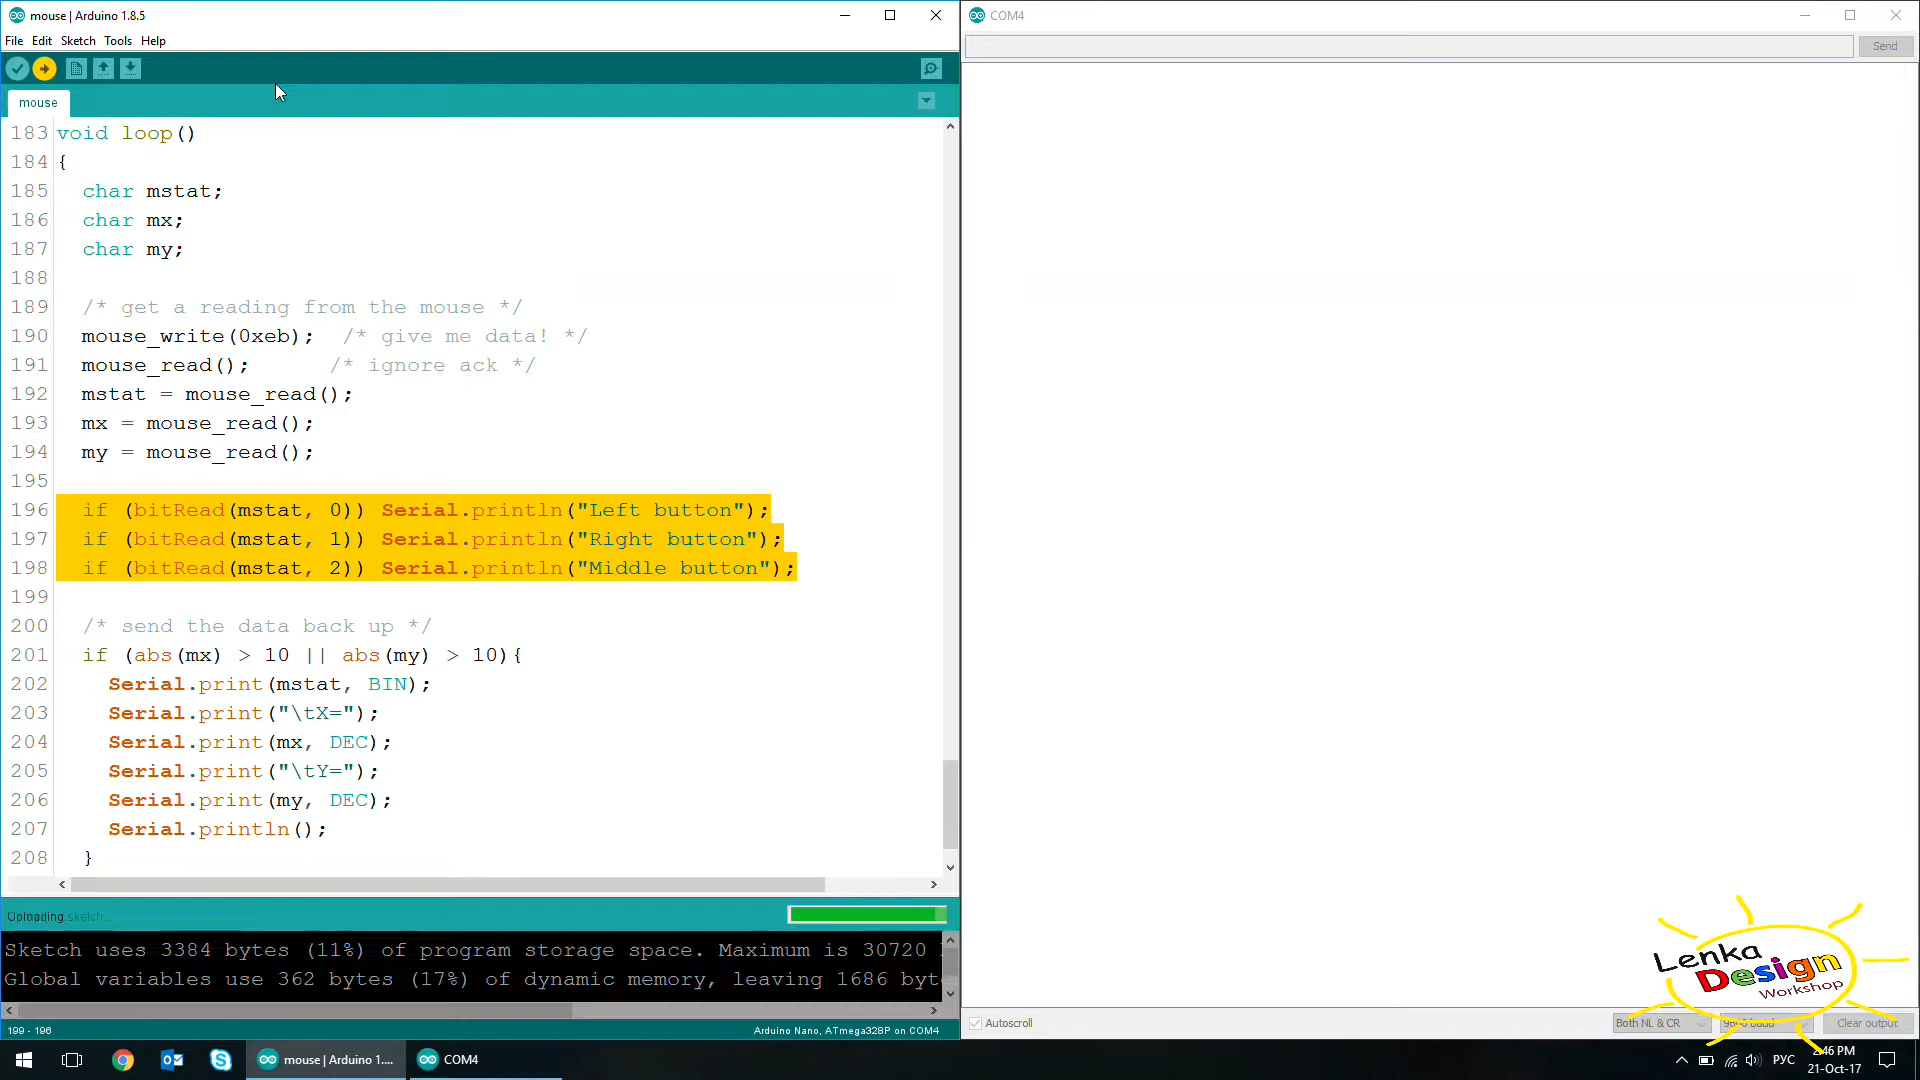 mouse | Arduino 1.8.5
File Edit Sketch Tools Help
mouse
183 void loop()
184 {
185 char mstat;
186 char mx;
187 char my;
188
189 /* get a reading from the mouse */
190 mouse_write(0xeb); /* give me data! */
191 mouse_read(); /* ignore ack */
192 mstat = mouse_read();
193 mx = mouse_read();
194 my = mouse_read();
195
196 if (bitRead(mstat, 0)) Serial.println("Left button");
197 if (bitRead(mstat, 1)) Serial.println("Right button");
198 if (bitRead(mstat, 2)) Serial.println("Middle button");
199
200 /* send the data back up */
201 if (abs(mx) > 10 || abs(my) > 10){
202 Serial.print(mstat, BIN);
203 Serial.print("\tX=");
204 Serial.print(mx, DEC);
205 Serial.print("\tY=");
206 Serial.print(my, DEC);
207 Serial.println();
208 }
Uploading sketch...
Sketch uses 3384 bytes (11%) of program storage space. Maximum is 30720
Global variables use 362 bytes (17%) of dynamic memory, leaving 1686 byt
199 - 196
Arduino Nano, ATmega328P on COM4
COM4
Send
Autoscroll
Both NL & CR
9600 baud
Clear output
Lenka
Design
Workshop
mouse | Arduino 1....
COM4
РУС
2:46 PM
21-Oct-17